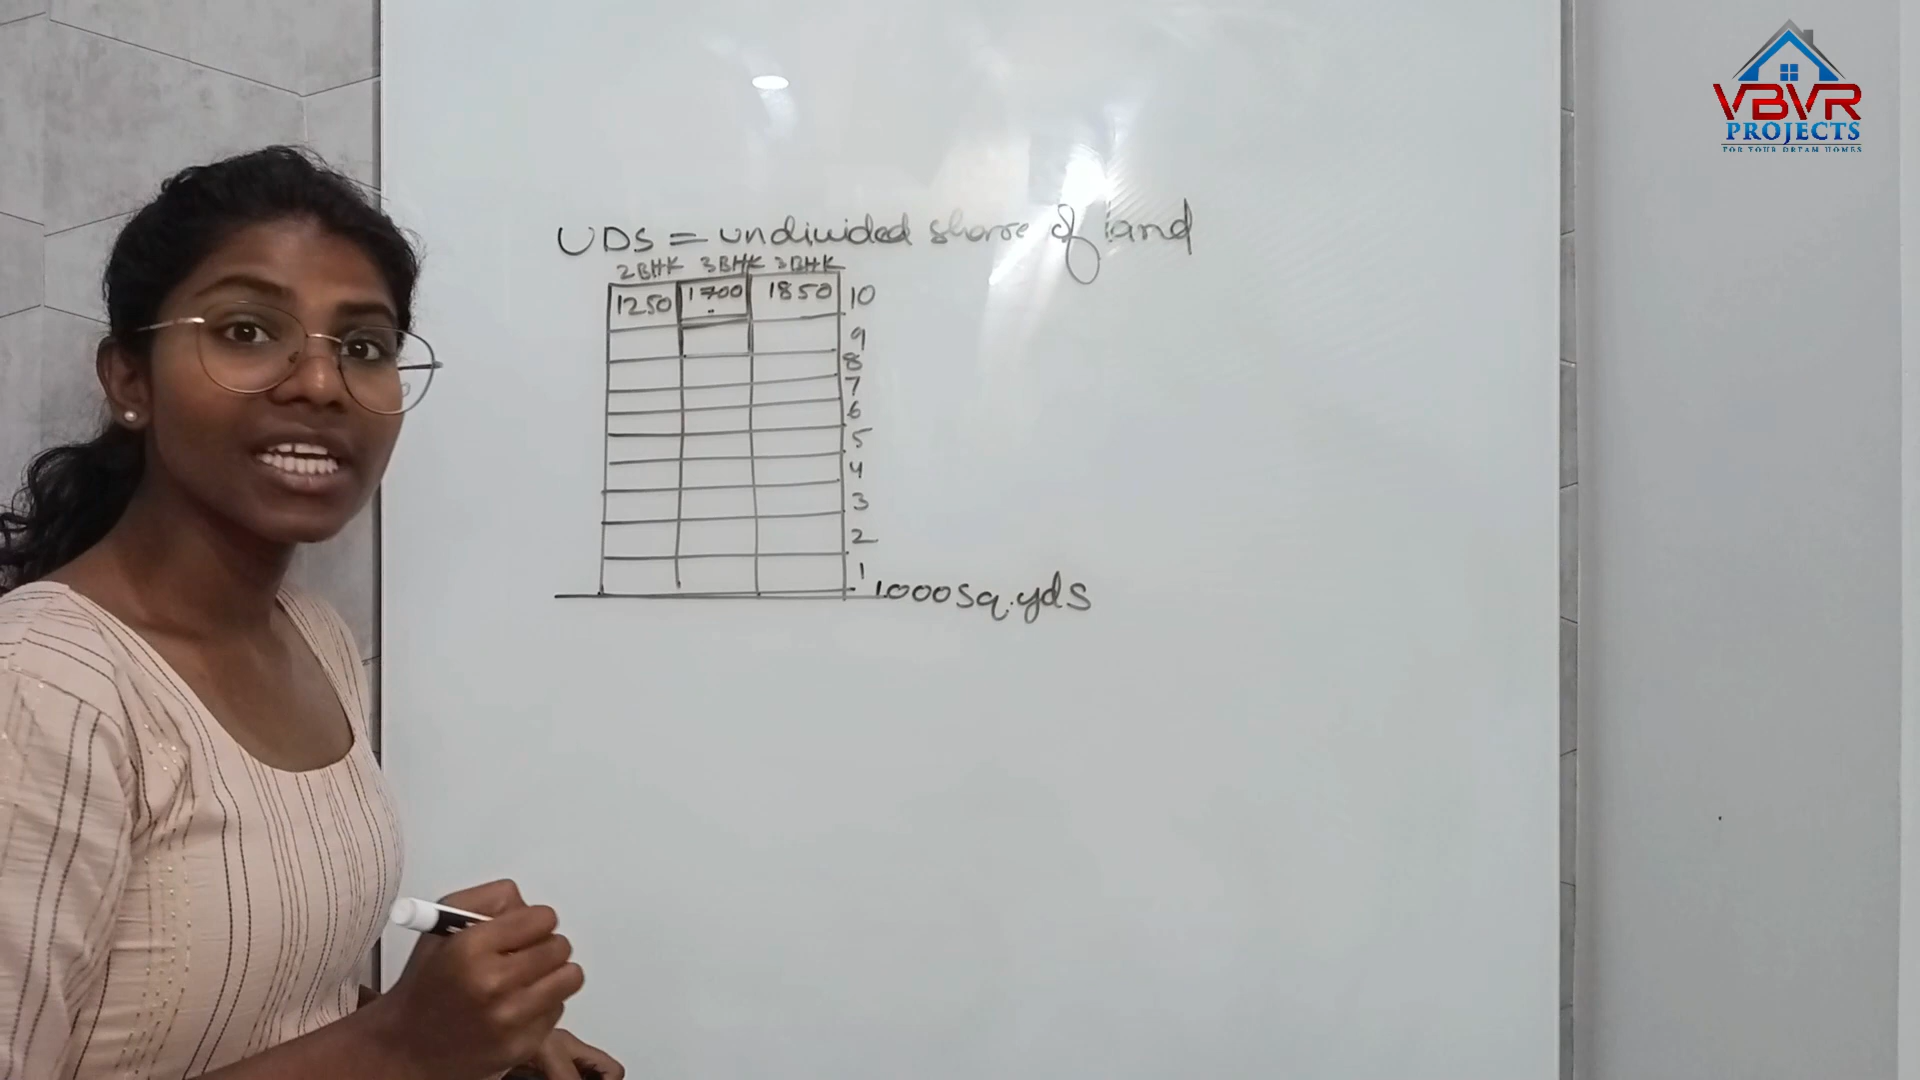 VBVR
PROJECTS
FOR YOUR DREAM HOMES
UDS = undivided share of land
2BHK 3BHK 3BHK
1250 1700 1850 10
9
8
7
6
5
4
3
2
1
1000 Sq.yds